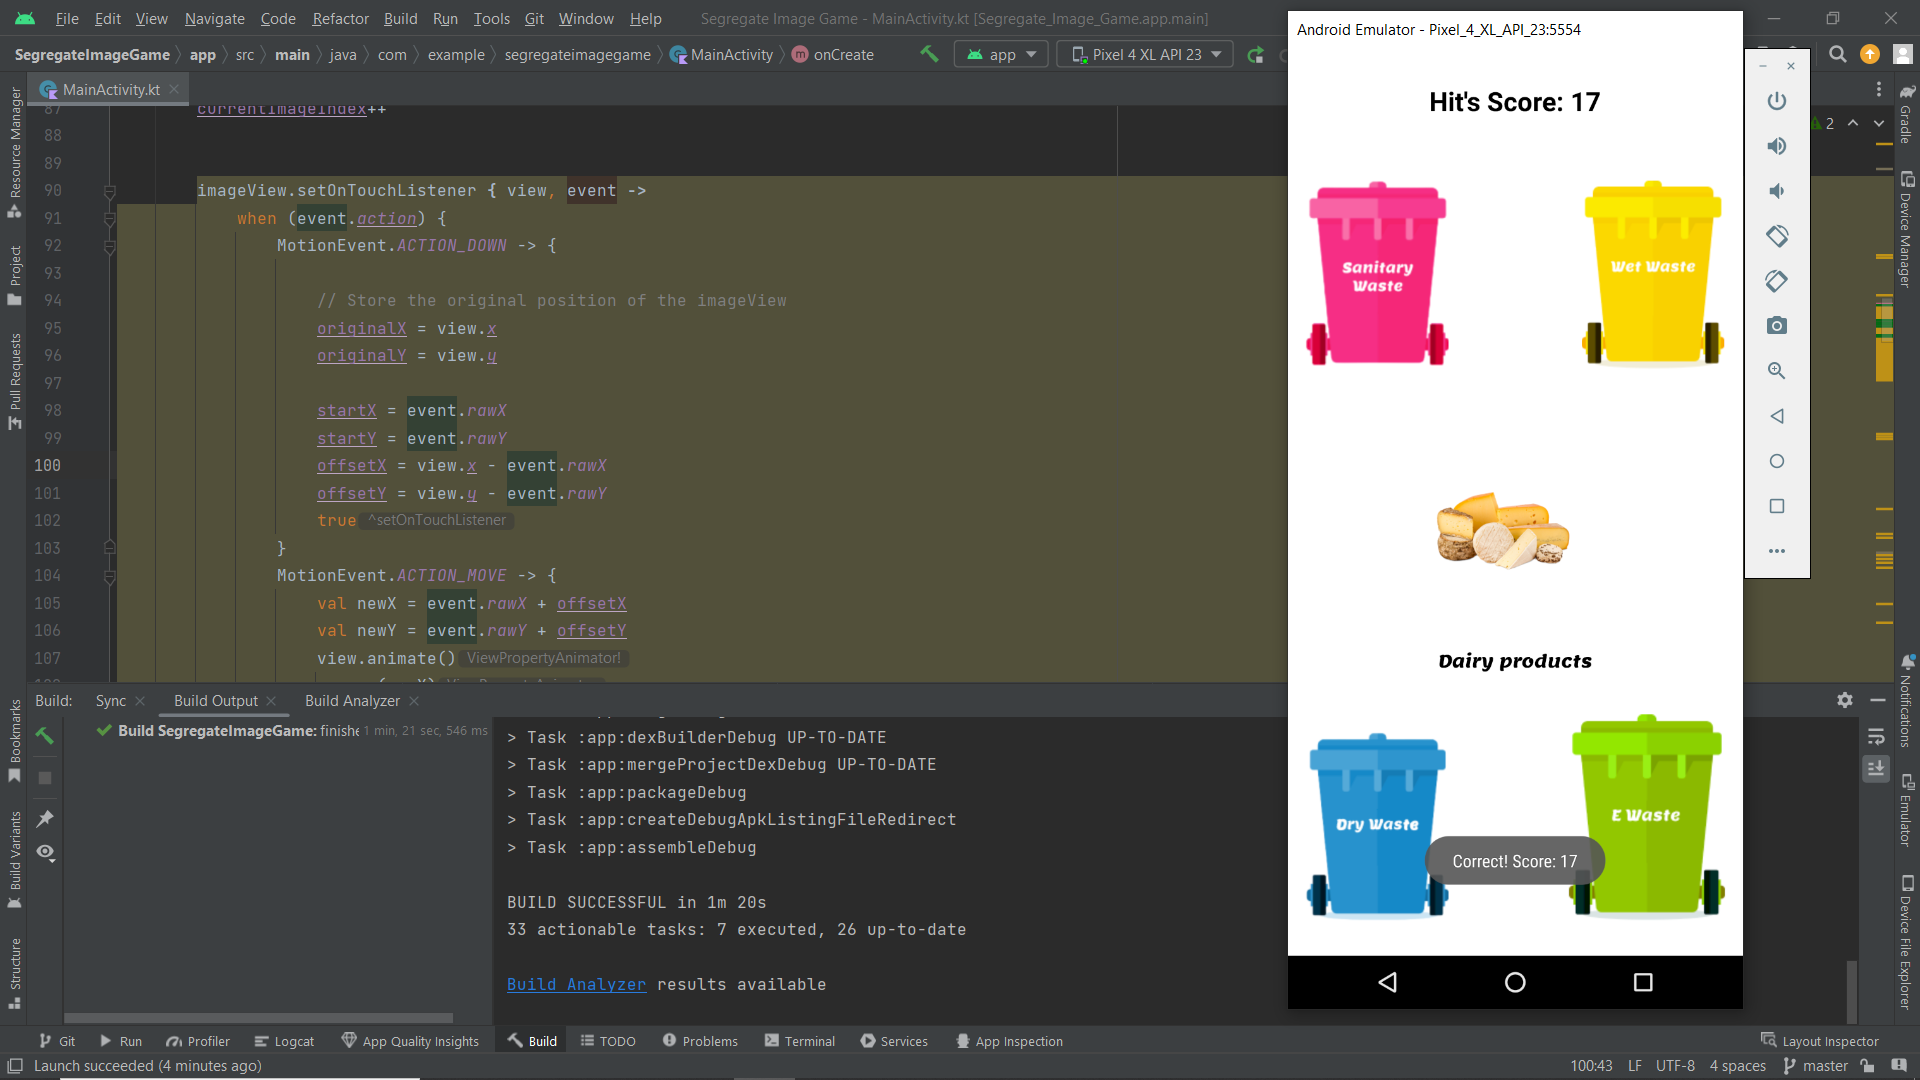 File Edit View Navigate Code Refactor Build Run Tools Git Window Help Segregate Image Game - MainActivity.kt [Segregate_Image_Game.app.main]
SegregateImageGame app src main java com example segregateimagegame MainActivity onCreate app Pixel 4 XL API 23
MainActivity.kt
2
87 currentImageIndex++
88
89
90 imageView.setOnTouchListener { view, event ->
91 when (event.action) {
92 MotionEvent.ACTION_DOWN -> {
93
94 // Store the original position of the imageView
95 originalX = view.x
96 originalY = view.y
97
98 startX = event.rawX
99 startY = event.rawY
100 offsetX = view.x - event.rawX
101 offsetY = view.y - event.rawY
102 true ^setOnTouchListener
103 }
104 MotionEvent.ACTION_MOVE -> {
105 val newX = event.rawX + offsetX
106 val newY = event.rawY + offsetY
107 view.animate() ViewPropertyAnimator!
Resource Manager
Project
Pull Requests
Bookmarks
Build Variants
Structure
Build: Sync Build Output Build Analyzer
Build SegregateImageGame: finishe 1 min, 21 sec, 546 ms
> Task :app:dexBuilderDebug UP-TO-DATE
> Task :app:mergeProjectDexDebug UP-TO-DATE
> Task :app:packageDebug
> Task :app:createDebugApkListingFileRedirect
> Task :app:assembleDebug
BUILD SUCCESSFUL in 1m 20s
33 actionable tasks: 7 executed, 26 up-to-date
Build Analyzer results available
Android Emulator - Pixel_4_XL_API_23:5554
Hit's Score: 17
Sanitary
Waste
Wet Waste
Dairy products
Dry Waste
E Waste
Correct! Score: 17
Gradle
Device Manager
Notifications
Emulator
Device File Explorer
Git Run Profiler Logcat App Quality Insights Build TODO Problems Terminal Services App Inspection Layout Inspector
Launch succeeded (4 minutes ago) 100:43 LF UTF-8 4 spaces master